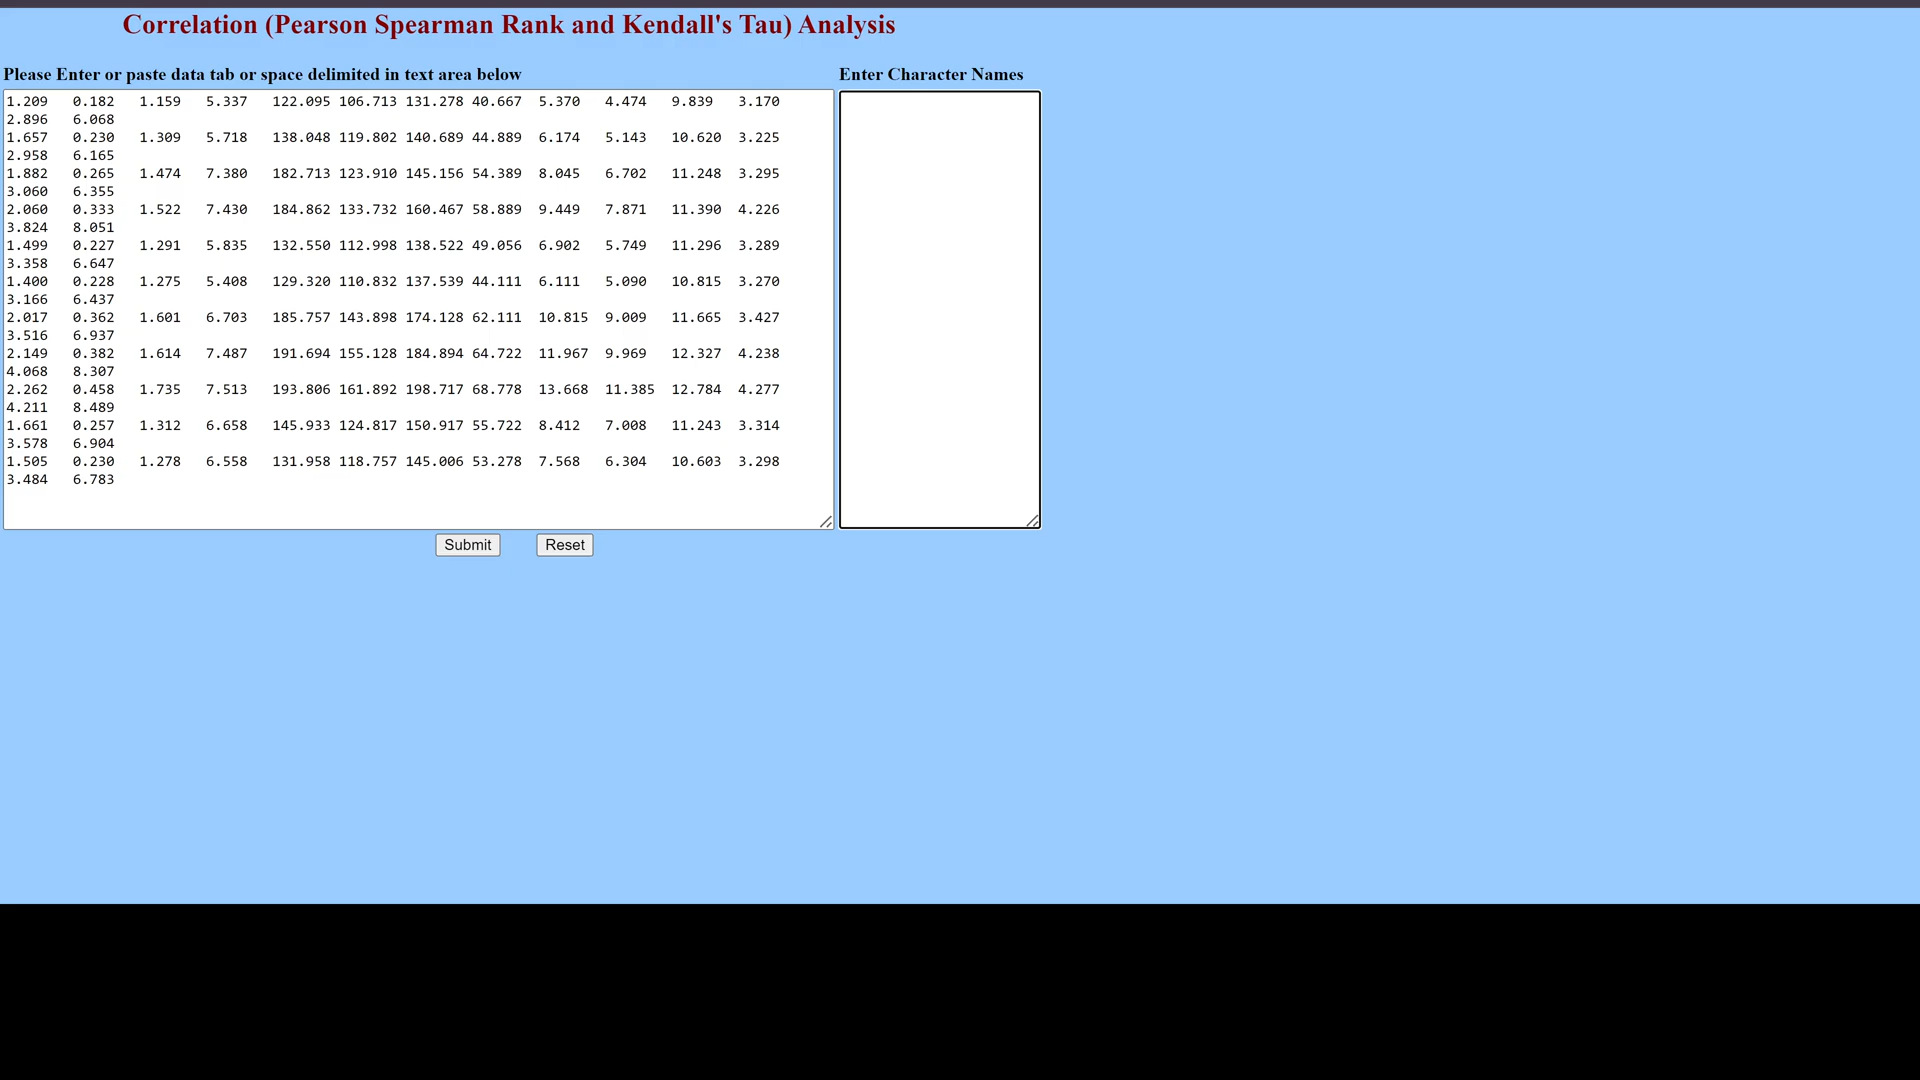 Correlation (Pearson Spearman Rank and Kendall's Tau) Analysis
Please Enter or paste data tab or space delimited in text area below
Enter Character Names
1.209 0.182 1.159 5.337 122.095 106.713 131.278 40.667 5.370 4.474 9.839 3.170
2.896 6.068
1.657 0.230 1.309 5.718 138.048 119.802 140.689 44.889 6.174 5.143 10.620 3.225
2.958 6.165
1.882 0.265 1.474 7.380 182.713 123.910 145.156 54.389 8.045 6.702 11.248 3.295
3.060 6.355
2.060 0.333 1.522 7.430 184.862 133.732 160.467 58.889 9.449 7.871 11.390 4.226
3.824 8.051
1.499 0.227 1.291 5.835 132.550 112.998 138.522 49.056 6.902 5.749 11.296 3.289
3.358 6.647
1.400 0.228 1.275 5.408 129.320 110.832 137.539 44.111 6.111 5.090 10.815 3.270
3.166 6.437
2.017 0.362 1.601 6.703 185.757 143.898 174.128 62.111 10.815 9.009 11.665 3.427
3.516 6.937
2.149 0.382 1.614 7.487 191.694 155.128 184.894 64.722 11.967 9.969 12.327 4.238
4.068 8.307
2.262 0.458 1.735 7.513 193.806 161.892 198.717 68.778 13.668 11.385 12.784 4.277
4.211 8.489
1.661 0.257 1.312 6.658 145.933 124.817 150.917 55.722 8.412 7.008 11.243 3.314
3.578 6.904
1.505 0.230 1.278 6.558 131.958 118.757 145.006 53.278 7.568 6.304 10.603 3.298
3.484 6.783
Submit Reset